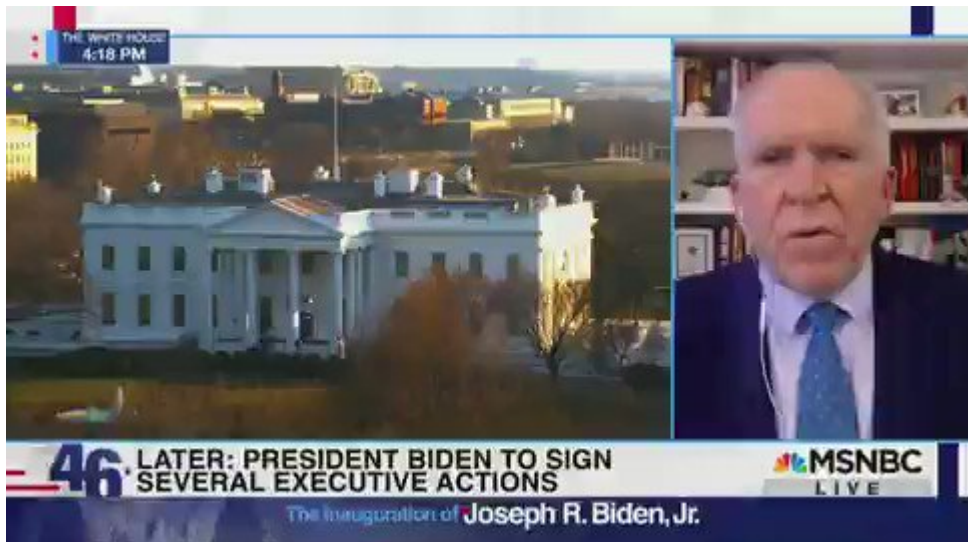 THE WHITE HOUSE
4:18 PM
46
LATER: PRESIDENT BIDEN TO SIGN
SEVERAL EXECUTIVE ACTIONS
MSNBC
LIVE
The Inauguration of Joseph R. Biden, Jr.